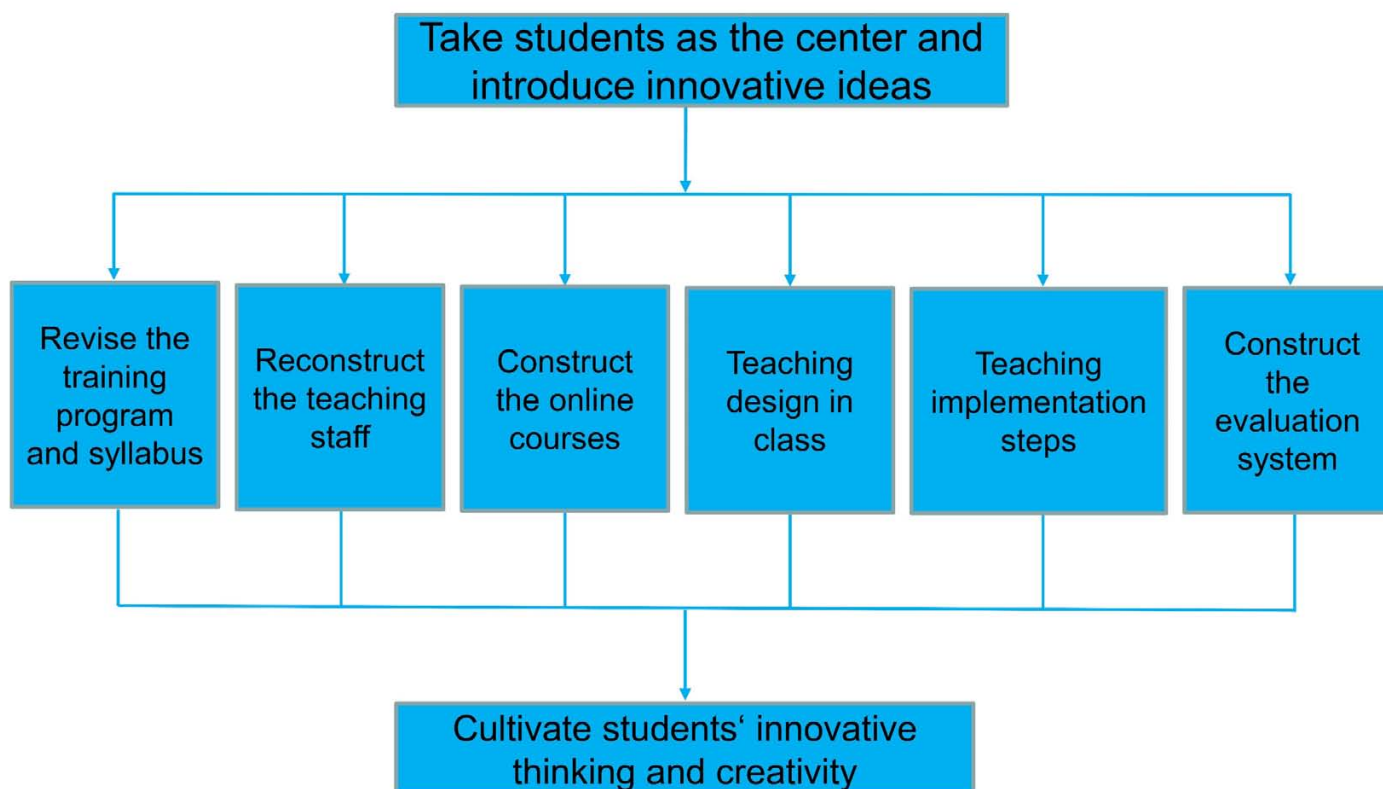 Take students as the center and
introduce innovative ideas
Revise the
training
program
and syllabus
Reconstruct
the teaching
staff
Construct
the online
courses
Teaching
design in
class
Teaching
implementation
steps
Construct
the
evaluation
system
Cultivate students‘ innovative
thinking and creativity